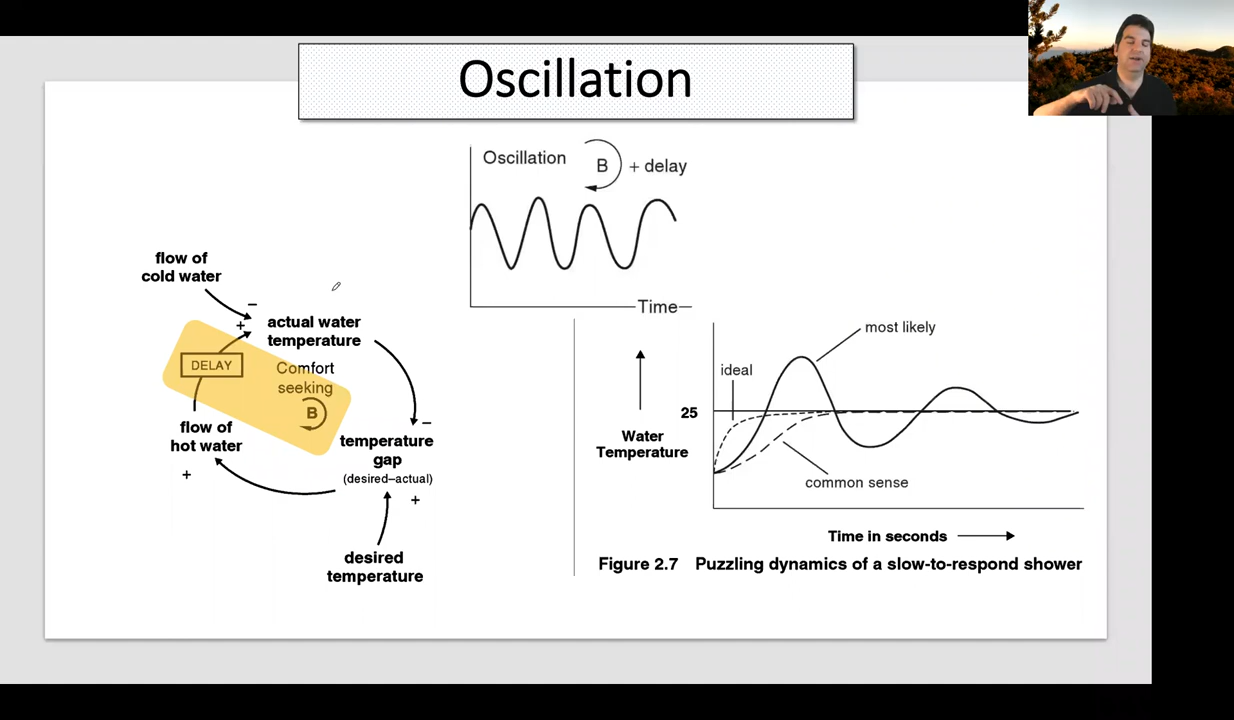 Oscillation
Oscillation
B
+ delay
Time
flow of
cold water
−
+
actual water
temperature
DELAY
Comfort
seeking
B
flow of
hot water
+
−
temperature
gap
(desired–actual)
+
desired
temperature
most likely
ideal
25
Water
Temperature
common sense
Time in seconds
Figure 2.7 Puzzling dynamics of a slow-to-respond shower